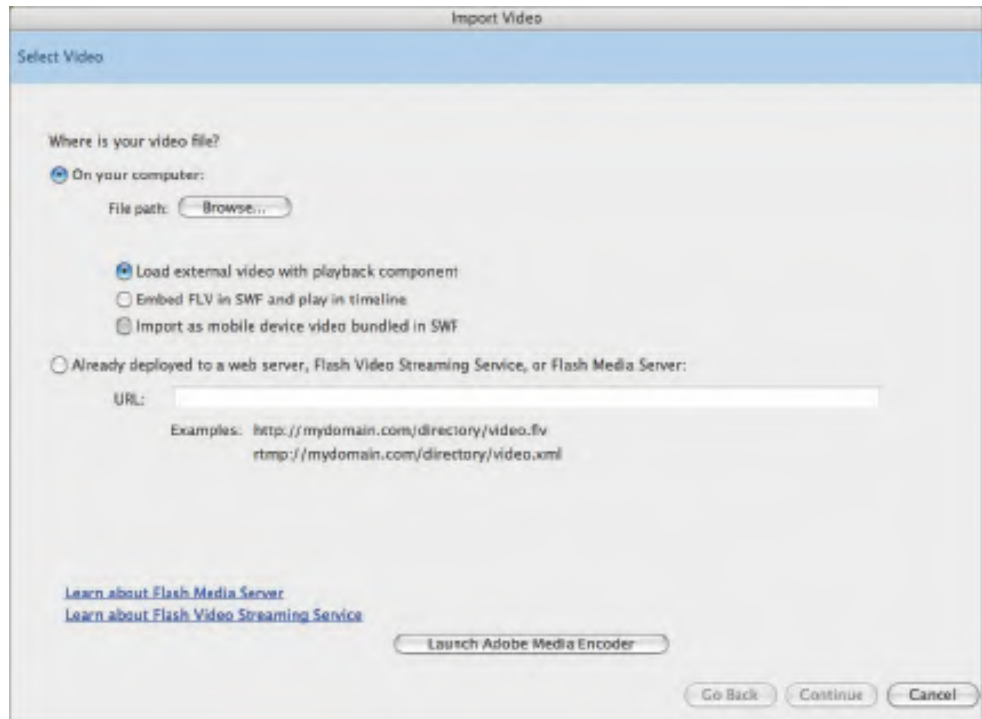 Import Video
Select Video
Where is your video file?
On your computer:
File path: Browse...
Load external video with playback component
Embed FLV in SWF and play in timeline
Import as mobile device video bundled in SWF
Already deployed to a web server, Flash Video Streaming Service, or Flash Media Server:
URL:
Examples: http://mydomain.com/directory/video.flv
rtmp://mydomain.com/directory/video.xml
Learn about Flash Media Server
Learn about Flash Video Streaming Service
Launch Adobe Media Encoder
Go Back Continue Cancel